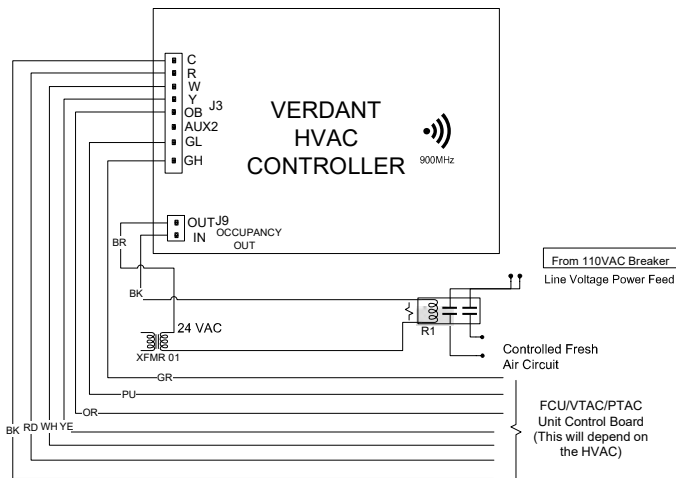 C
R
W
Y
J3
OB
AUX2
GL
GH
VERDANT
HVAC
CONTROLLER
900MHz
OUT
J9
IN
OCCUPANCY
OUT
BR
BK
From 110VAC Breaker
Line Voltage Power Feed
24 VAC
XFMR 01
R1
Controlled Fresh
Air Circuit
GR
PU
OR
BK RD WH YE
FCU/VTAC/PTAC
Unit Control Board
(This will depend on
the HVAC)